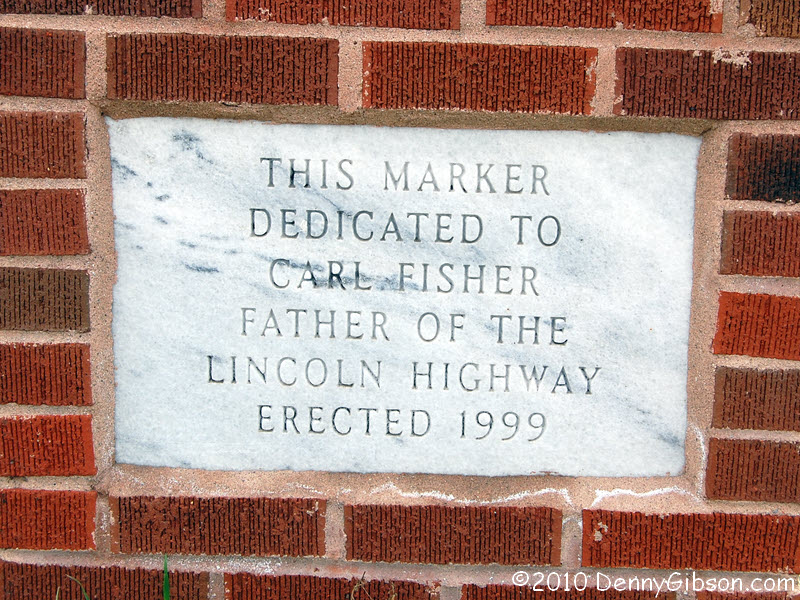 THIS MARKER
DEDICATED TO
CARL FISHER
FATHER OF THE
LINCOLN HIGHWAY
ERECTED 1999
©2010 DennyGibson.com